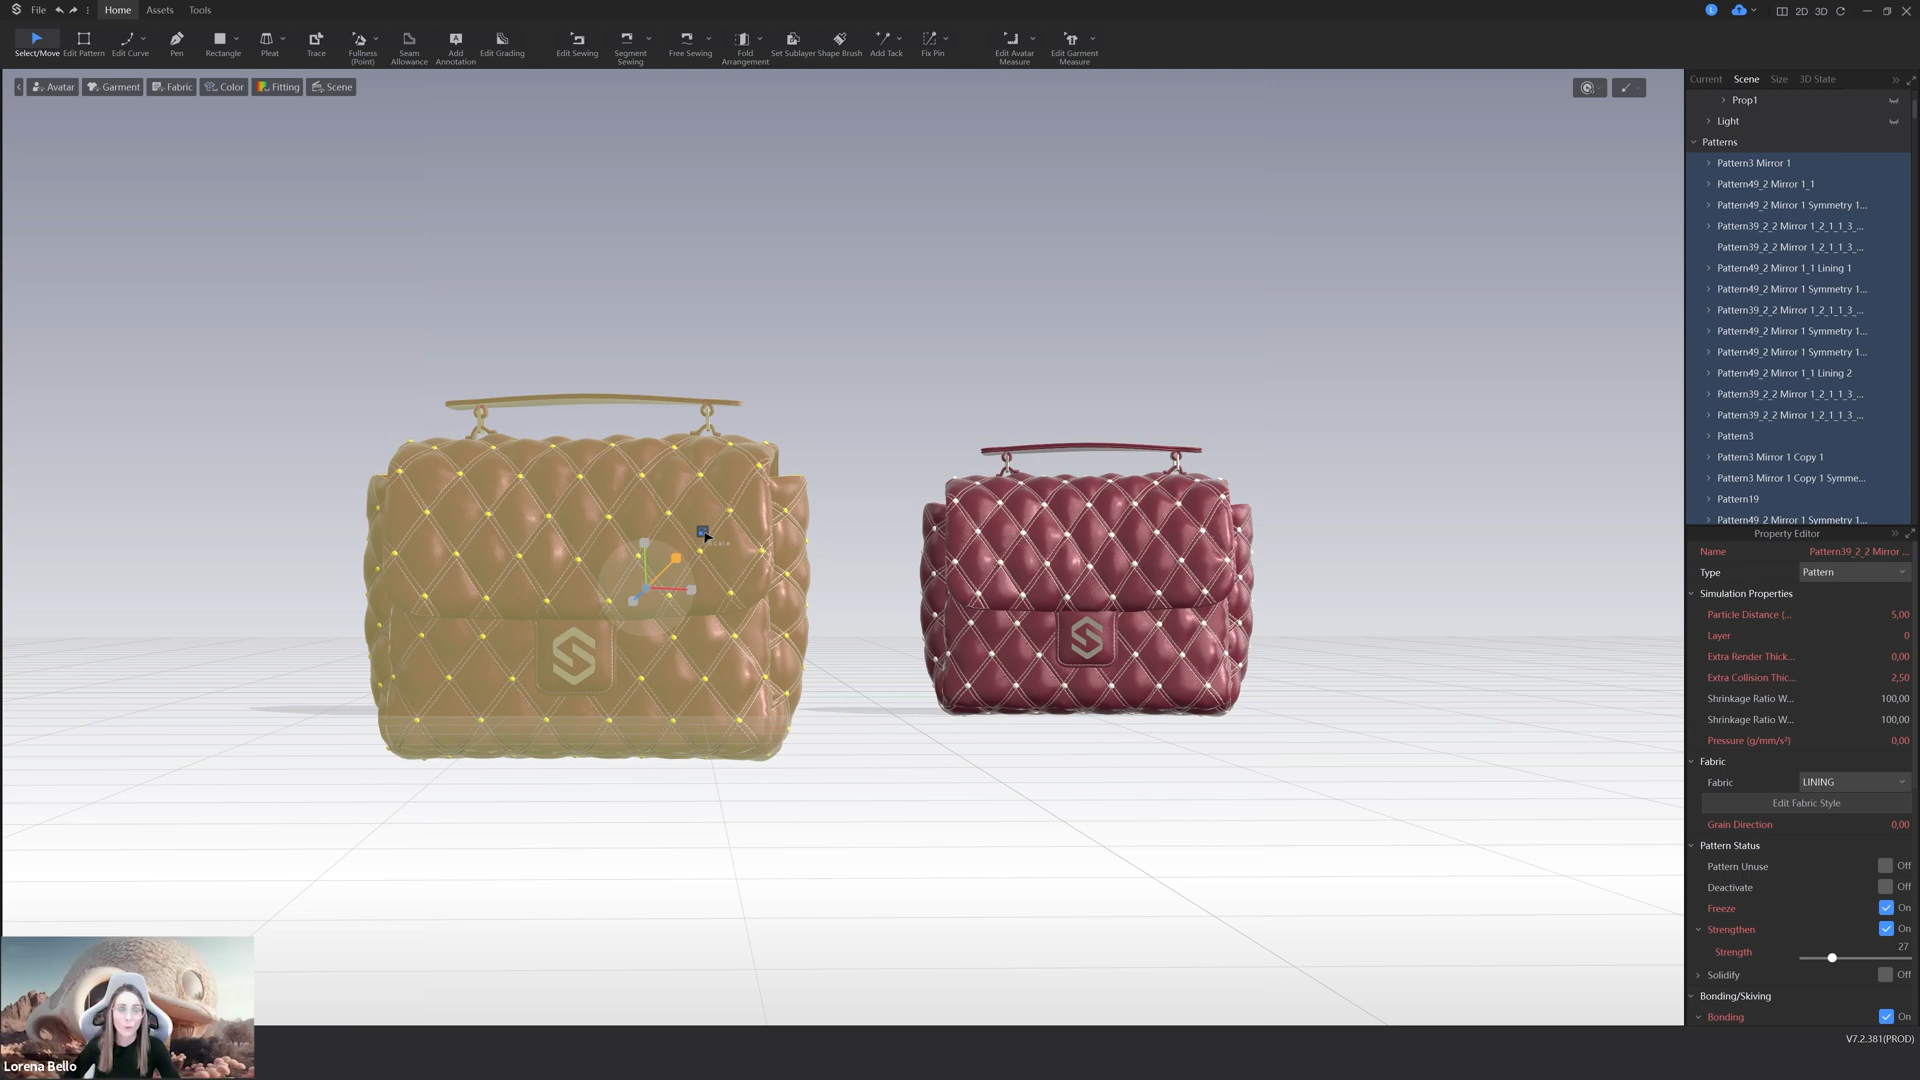 File
Home
Assets
Tools
L
2D
3D
Select/Move
Edit Pattern
Edit Curve
Pen
Rectangle
Pleat
Trace
Fullness
(Point)
Seam
Allowance
Add
Annotation
Edit Grading
Edit Sewing
Segment
Sewing
Free Sewing
Fold
Arrangement
Set Sublayer
Shape Brush
Add Tack
Fix Pin
Edit Avatar
Measure
Edit Garment
Measure
Avatar
Garment
Fabric
Color
Fitting
Scene
Current
Scene
Size
3D State
Prop1
Light
Patterns
Pattern3 Mirror 1
Pattern49_2 Mirror 1_1
Pattern49_2 Mirror 1 Symmetry 1...
Pattern39_2_2 Mirror 1_2_1_1_3_...
Pattern39_2_2 Mirror 1_2_1_1_3_...
Pattern49_2 Mirror 1_1 Lining 1
Pattern49_2 Mirror 1 Symmetry 1...
Pattern39_2_2 Mirror 1_2_1_1_3_...
Pattern49_2 Mirror 1 Symmetry 1...
Pattern49_2 Mirror 1 Symmetry 1...
Pattern49_2 Mirror 1_1 Lining 2
Pattern39_2_2 Mirror 1_2_1_1_3_...
Pattern39_2_2 Mirror 1_2_1_1_3_...
Pattern3
Pattern3 Mirror 1 Copy 1
Pattern3 Mirror 1 Copy 1 Symme...
Pattern19
Pattern49_2 Mirror 1 Symmetry 1...
Property Editor
Name Pattern39_2_2 Mirror ...
Type Pattern
Simulation Properties
Particle Distance (... 5,00
Layer 0
Extra Render Thick... 0,00
Extra Collision Thic... 2,50
Shrinkage Ratio W... 100,00
Shrinkage Ratio W... 100,00
Pressure (g/mm/s²) 0,00
Fabric
Fabric LINING
Edit Fabric Style
Grain Direction 0,00
Pattern Status
Pattern Unuse Off
Deactivate Off
Freeze On
Strengthen On
Strength 27
Solidify Off
Bonding/Skiving
Bonding On
V7.2.381(PROD)
Lorena Bello